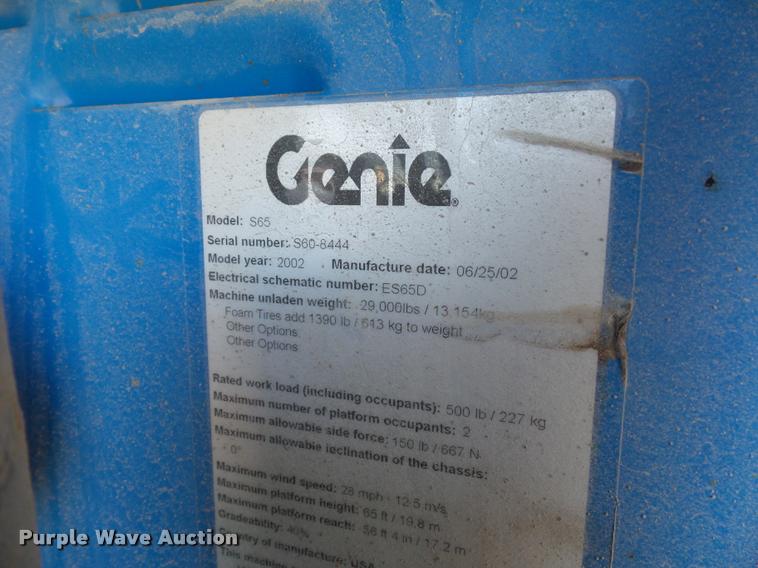 Genie
Model: S65
Serial number: S60-8444
Model year: 2002 Manufacture date: 06/25/02
Electrical schematic number: ES65D
Machine unladen weight: 29,000lbs / 13,154kg
Foam Tires add 1390 lb / 613 kg to weight
Other Options
Other Options
Rated work load (including occupants): 500 lb / 227 kg
Maximum number of platform occupants: 2
Maximum allowable side force: 150 lb / 667 N
Maximum allowable inclination of the chassis:
0°
Maximum wind speed: 28 mph - 12.5 m/s
Maximum platform height: 65 ft / 19.8 m
Maximum platform reach: 56 ft 4 in / 17.2 m
Gradeability: 40%
Country of manufacture: USA
This machine
Purple Wave Auction